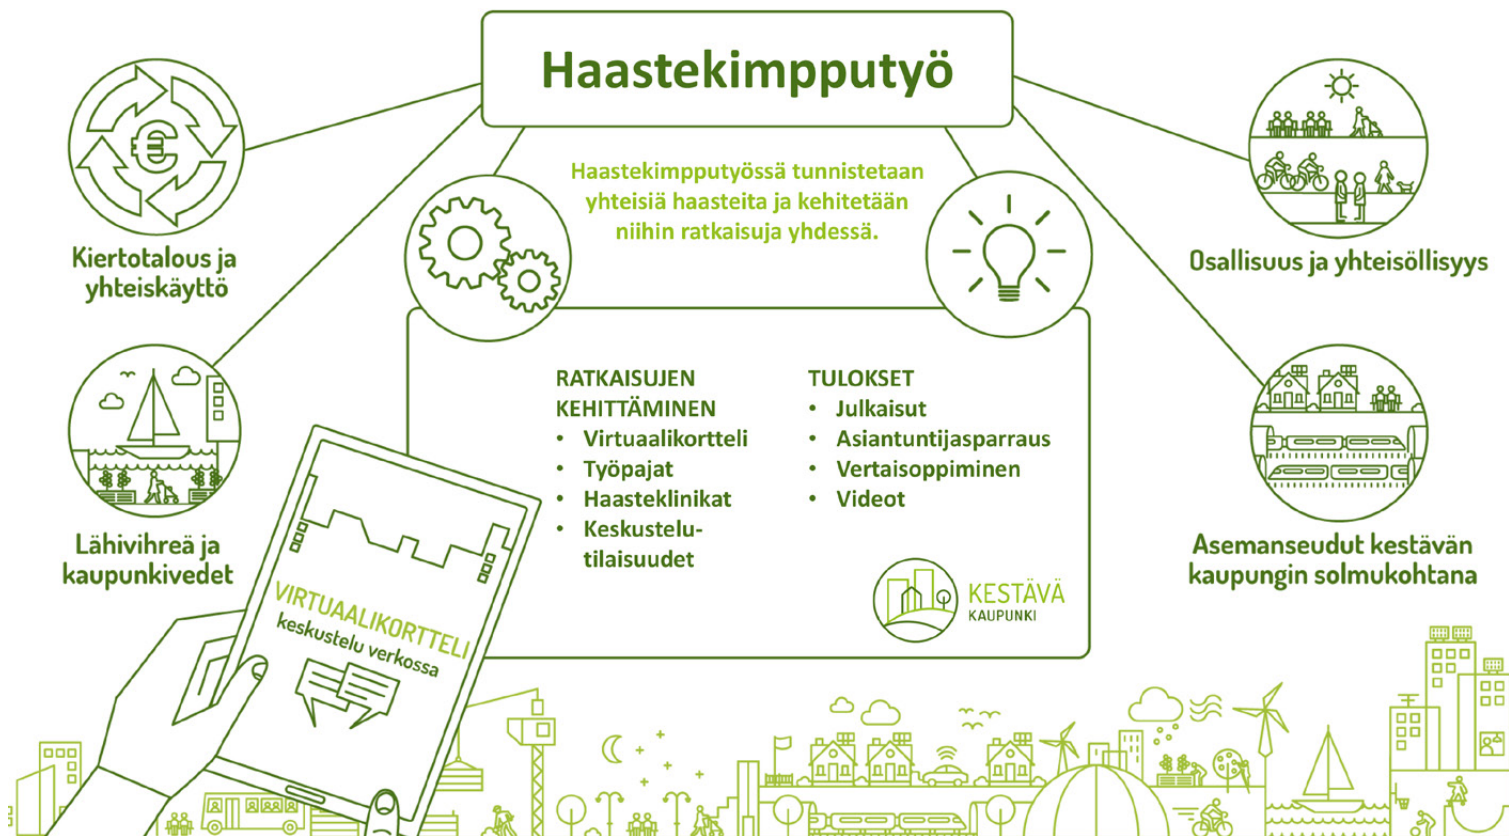 Haastekimpputyö
Haastekimpputyössä tunnistetaan
yhteisiä haasteita ja kehitetään
niihin ratkaisuja yhdessä.
Kiertotalous ja
yhteiskäyttö
Osallisuus ja yhteisöllisyys
Lähivihreä ja
kaupunkivedet
Asemanseudut kestävän
kaupungin solmukohtana
RATKAISUJEN
KEHITTÄMINEN
• Virtuaalikortteli
• Työpajat
• Haasteklinikat
• Keskustelu-
tilaisuudet
TULOKSET
• Julkaisut
• Asiantuntijasparraus
• Vertaisoppiminen
• Videot
KESTÄVÄ
KAUPUNKI
VIRTUAALIKORTTELI
keskustelu verkossa